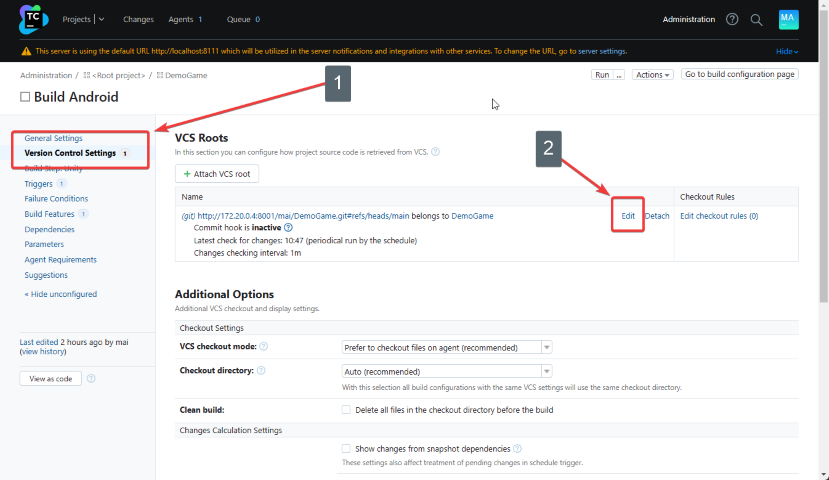 TC
Projects
Changes
Agents 1
Queue 0
Administration
MA
This server is using the default URL http://localhost:8111 which will be utilized in the server notifications and integrations with other services. To change the URL, go to server settings.
Hide
Administration / <Root project> / DemoGame
Run ...
Actions
Go to build configuration page
Build Android
1
General Settings
Version Control Settings 1
Build Step: Unity
Triggers 1
Failure Conditions
Build Features 1
Dependencies
Parameters
Agent Requirements
Suggestions
« Hide unconfigured
Last edited 2 hours ago by mai
(view history)
View as code
VCS Roots
In this section you can configure how project source code is retrieved from VCS.
2
+ Attach VCS root
Name
Checkout Rules
(git) http://172.20.0.4:8001/mai/DemoGame.git#refs/heads/main belongs to DemoGame
Edit
Detach
Edit checkout rules (0)
Commit hook is inactive
Latest check for changes: 10:47 (periodical run by the schedule)
Changes checking interval: 1m
Additional Options
Additional VCS checkout and display settings.
Checkout Settings
VCS checkout mode:
Prefer to checkout files on agent (recommended)
Checkout directory:
Auto (recommended)
With this selection all build configurations with the same VCS settings will use the same checkout directory.
Clean build:
Delete all files in the checkout directory before the build
Changes Calculation Settings
Show changes from snapshot dependencies
These settings also affect treatment of pending changes in schedule trigger.